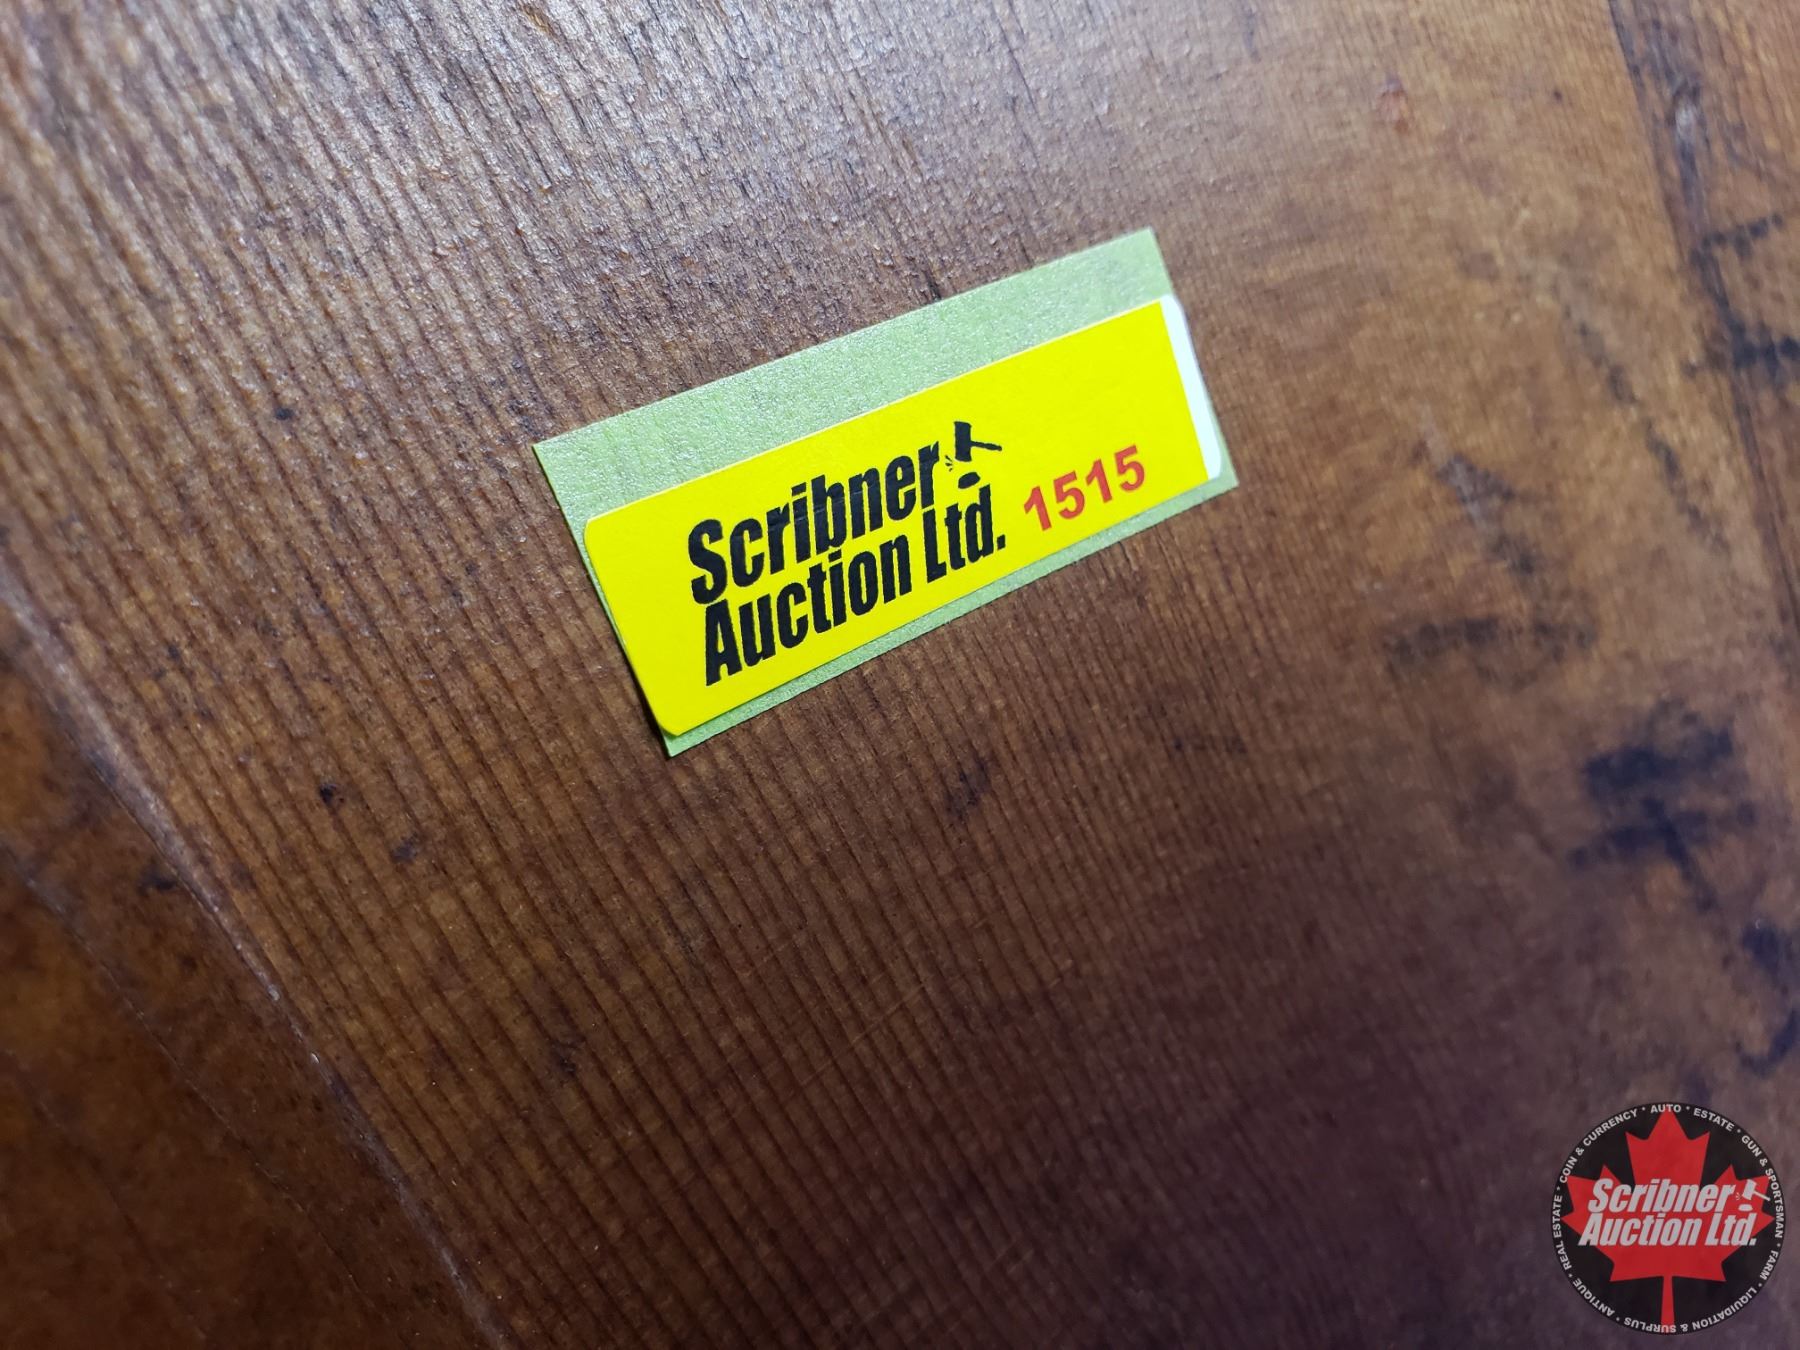 Scribner
Auction Ltd.
1515
COIN & CURRENCY * AUTO * ESTATE * GUN & SPORTSMAN * FARM * LIQUIDATION & SURPLUS * ANTIQUE * REAL ESTATE *
Scribner
Auction Ltd.